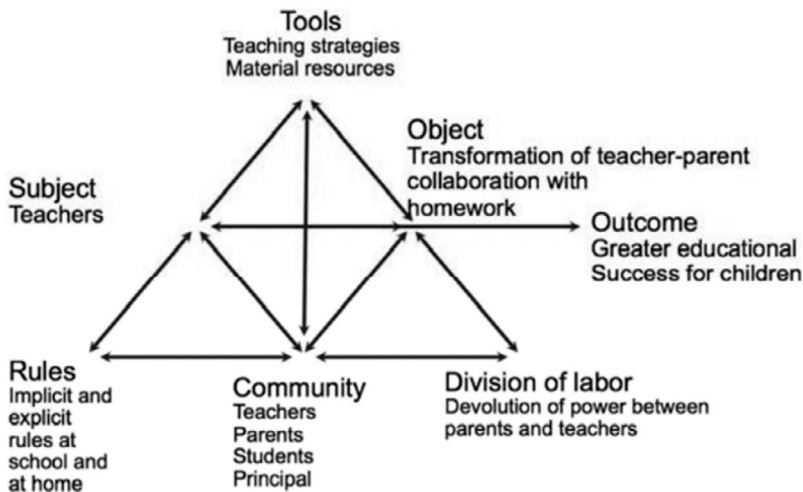 Tools
Teaching strategies
Material resources
Object
Transformation of teacher-parent
collaboration with
homework
Subject
Teachers
Outcome
Greater educational
Success for children
Rules
Implicit and
explicit
rules at
school and
at home
Community
Teachers
Parents
Students
Principal
Division of labor
Devolution of power between
parents and teachers